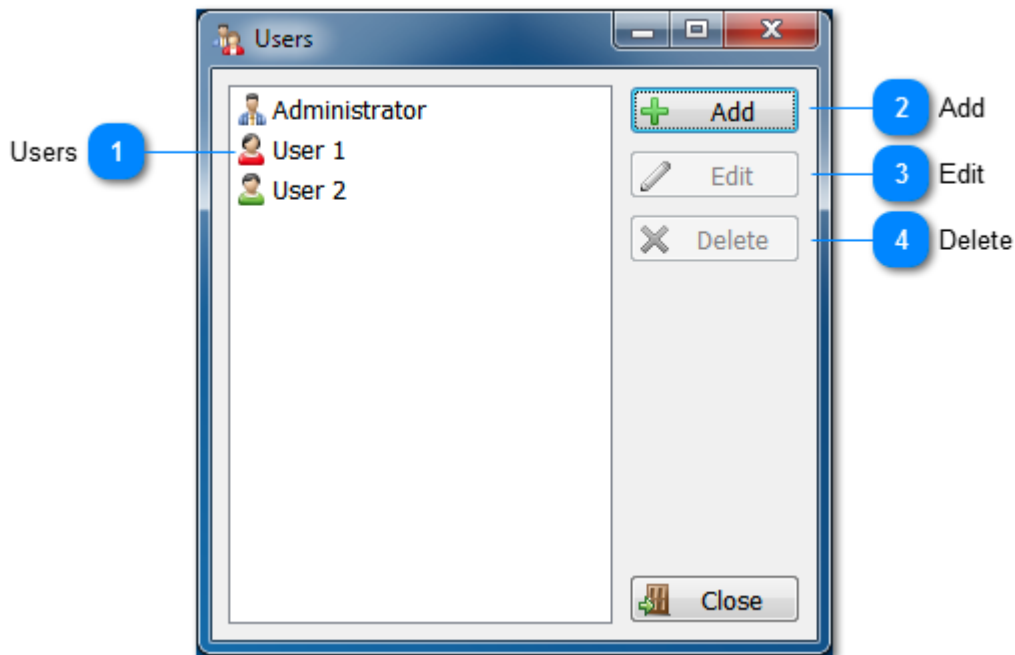 Users
Administrator
User 1
User 2
Add
Edit
Delete
Close
Users 1
2 Add
3 Edit
4 Delete